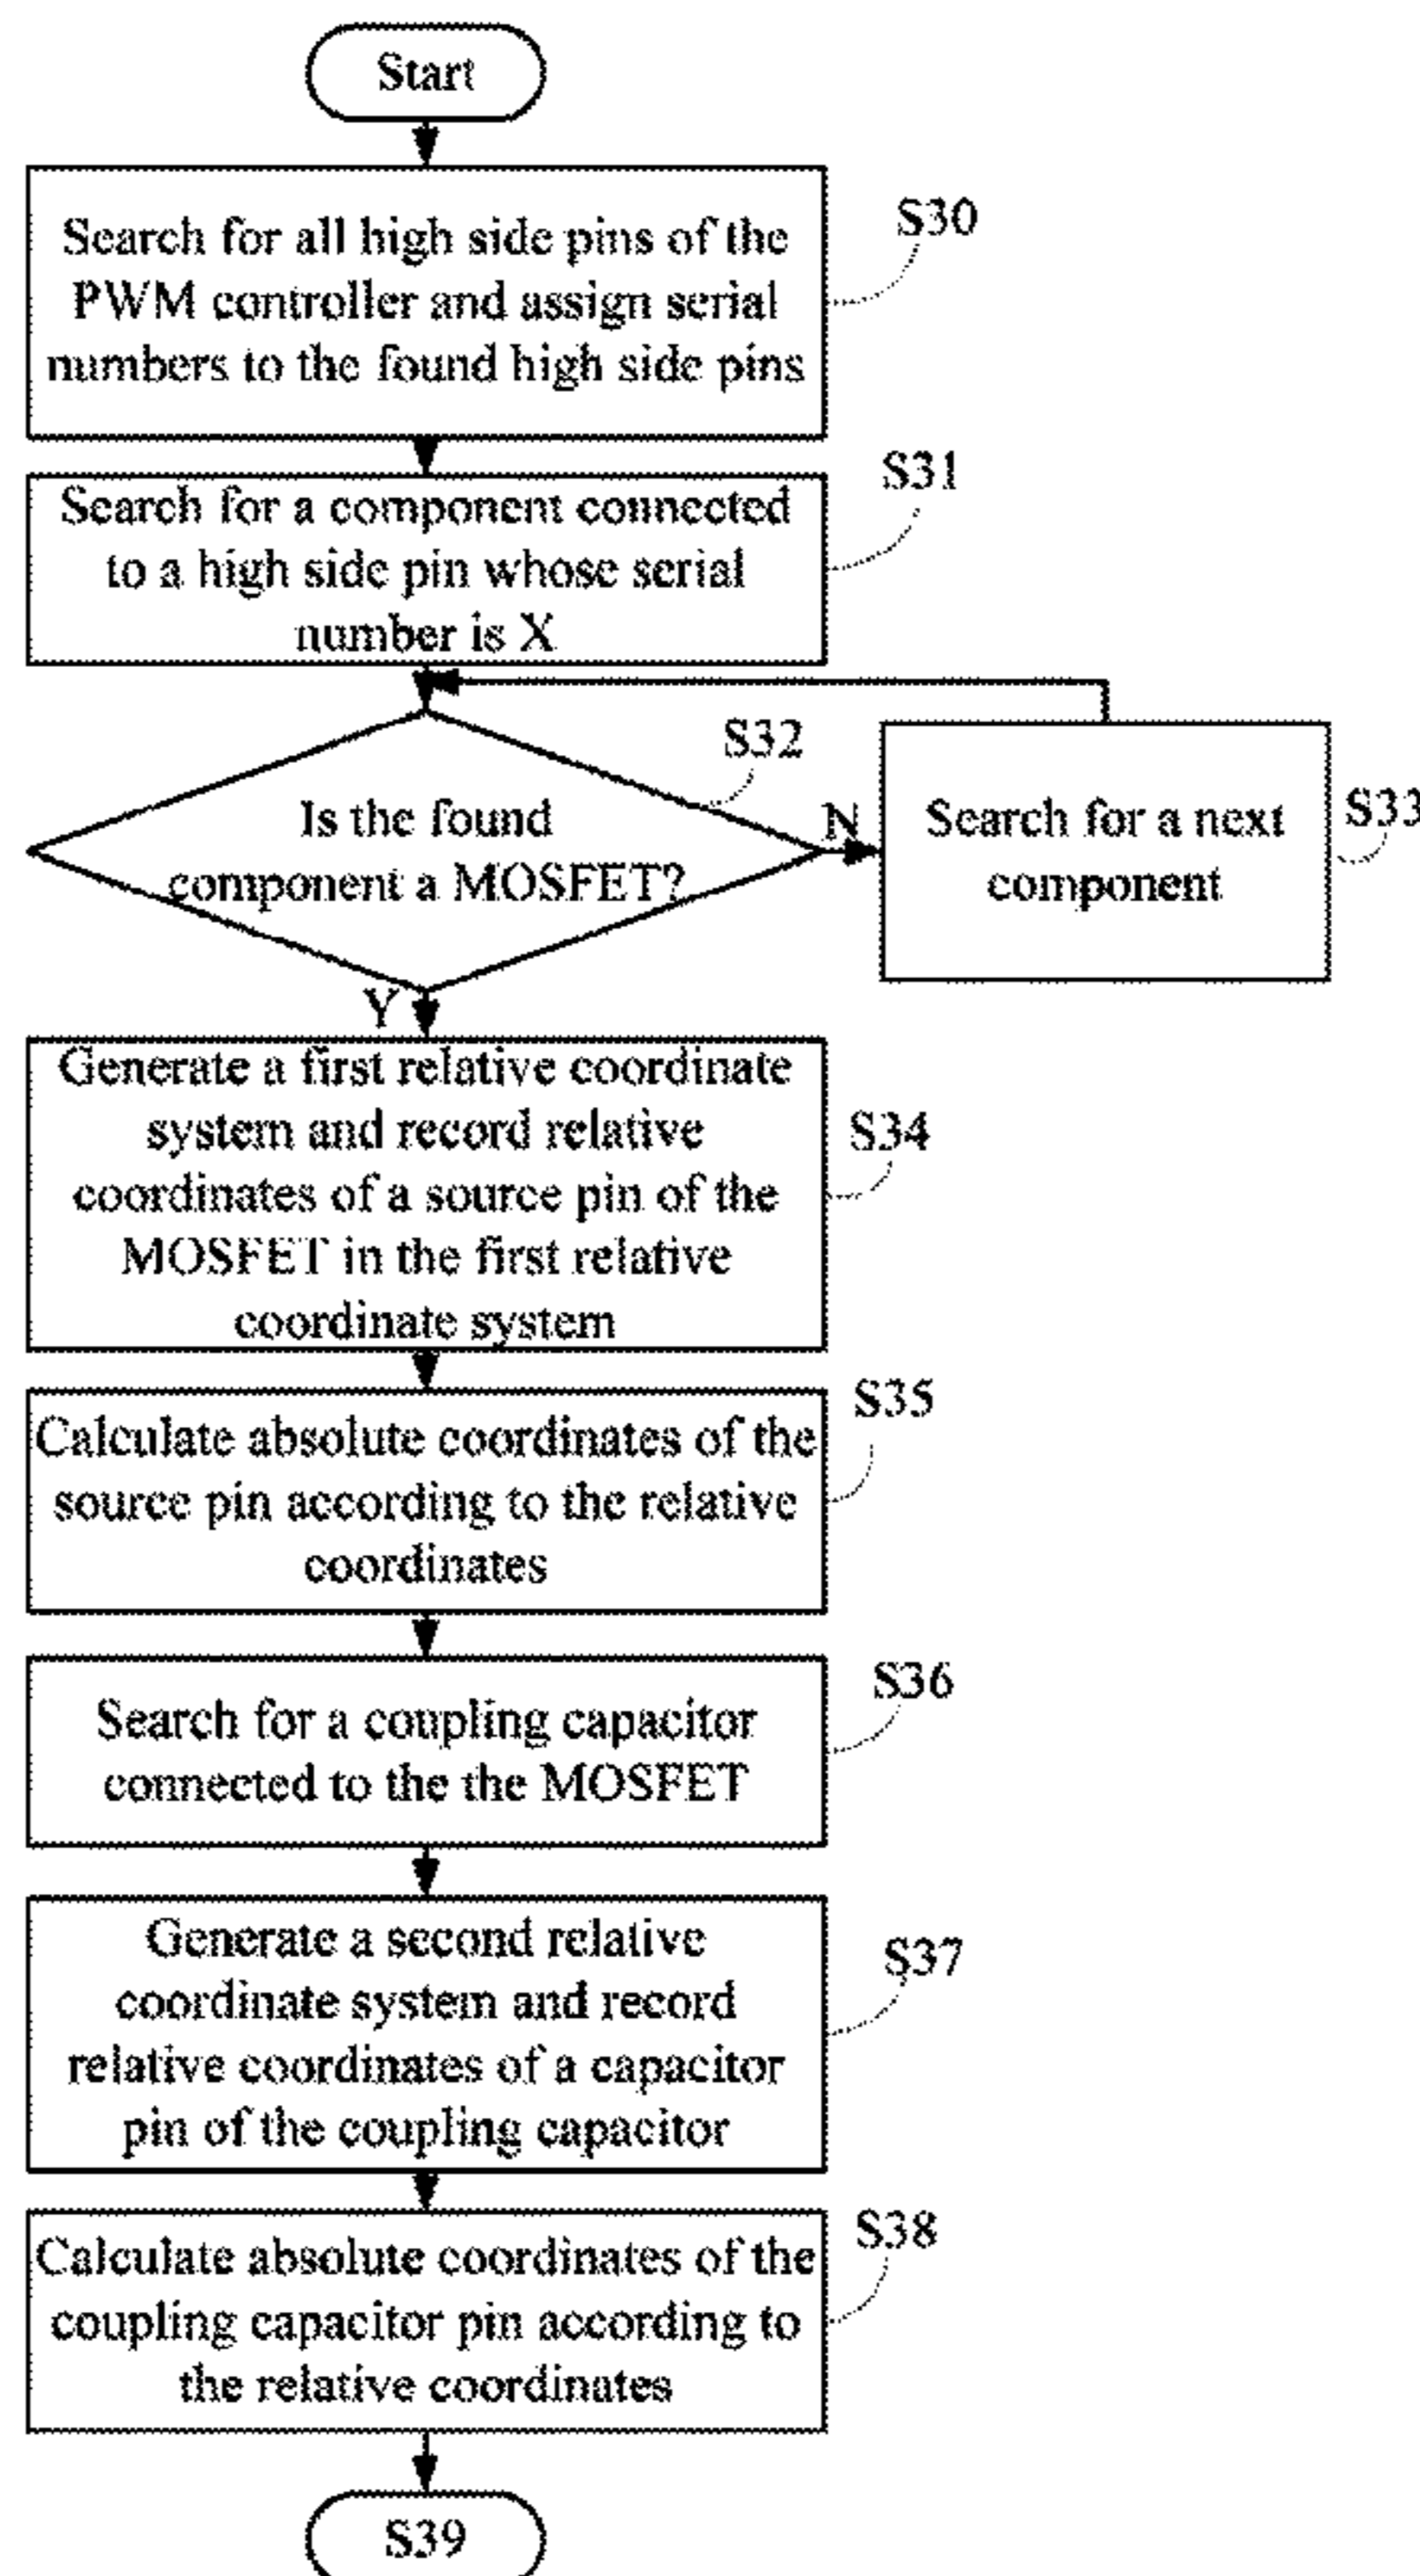 Start
Search for all high side pins of the
PWM controller and assign serial
numbers to the found high side pins
S30
Search for a component connected
to a high side pin whose serial
number is X
S31
Is the found
component a MOSFET?
S32
N
Search for a next
component
S33
Y
Generate a first relative coordinate
system and record relative
coordinates of a source pin of the
MOSFET in the first relative
coordinate system
S34
Calculate absolute coordinates of the
source pin according to the relative
coordinates
S35
Search for a coupling capacitor
connected to the the MOSFET
S36
Generate a second relative
coordinate system and record
relative coordinates of a capacitor
pin of the coupling capacitor
S37
Calculate absolute coordinates of the
coupling capacitor pin according to
the relative coordinates
S38
S39